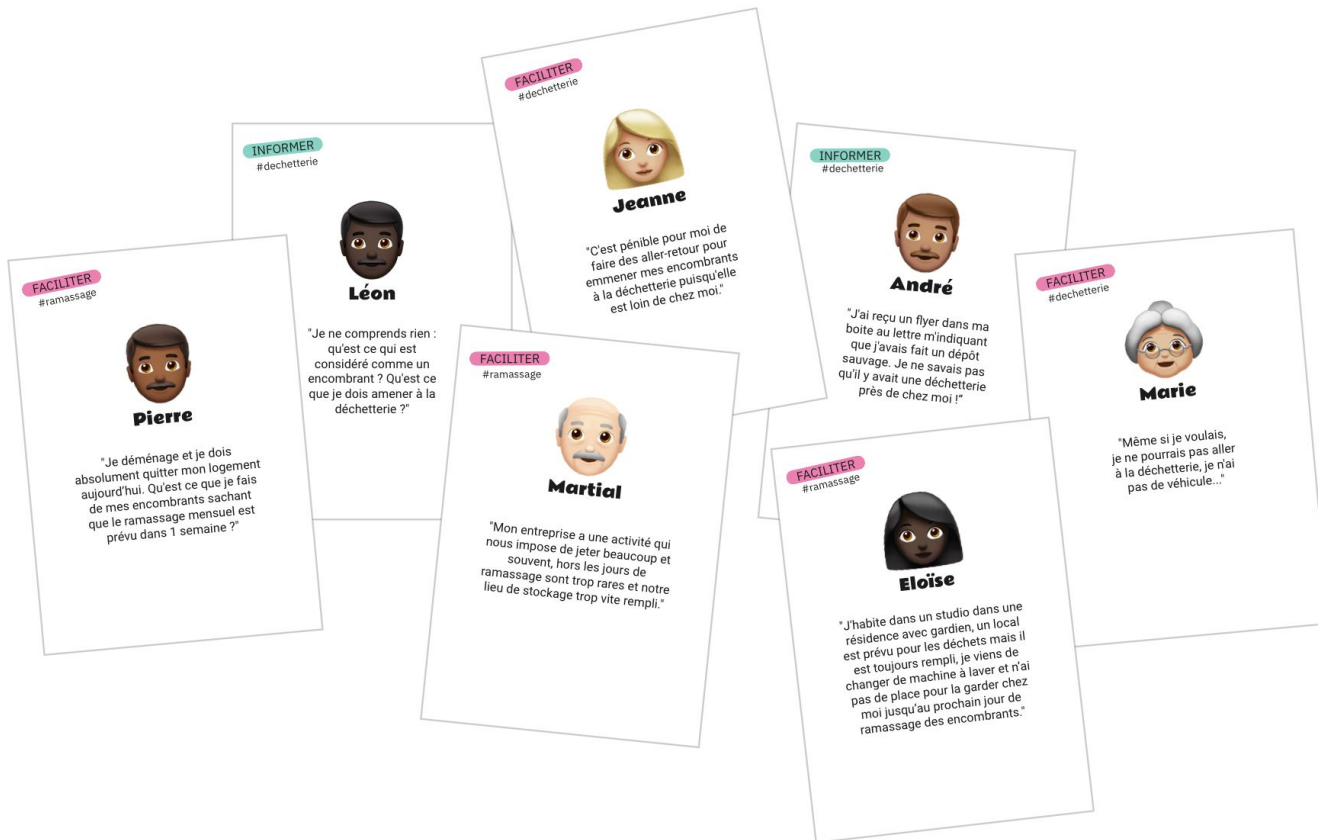 FACILITER
#ramassage
Pierre
"Je déménage et je dois
absolument quitter mon logement
aujourd'hui. Qu'est ce que je fais
de mes encombrants sachant
que le ramassage mensuel est
prévu dans 1 semaine ?"
INFORMER
#dechetterie
Léon
"Je ne comprends rien :
qu'est ce qui est
considéré comme un
encombrant ? Qu'est ce
que je dois amener à la
déchetterie ?"
FACILITER
#dechetterie
Jeanne
"C'est pénible pour moi de
faire des aller-retour pour
emmener mes encombrants
à la déchetterie puisqu'elle
est loin de chez moi."
FACILITER
#ramassage
Martial
"Mon entreprise a une activité qui
nous impose de jeter beaucoup et
souvent, hors les jours de
ramassage sont trop rares et notre
lieu de stockage trop vite rempli."
INFORMER
#dechetterie
André
"J'ai reçu un flyer dans ma
boite au lettre m'indiquant
que j'avais fait un dépôt
sauvage. Je ne savais pas
qu'il y avait une déchetterie
près de chez moi !"
FACILITER
#ramassage
Eloïse
"J'habite dans un studio dans une
résidence avec gardien, un local
est prévu pour les déchets mais il
est toujours rempli, je viens de
changer de machine à laver et n'ai
pas de place pour la garder chez
moi jusqu'au prochain jour de
ramassage des encombrants."
FACILITER
#dechetterie
Marie
"Même si je voulais,
je ne pourrais pas aller
à la déchetterie, je n'ai
pas de véhicule..."